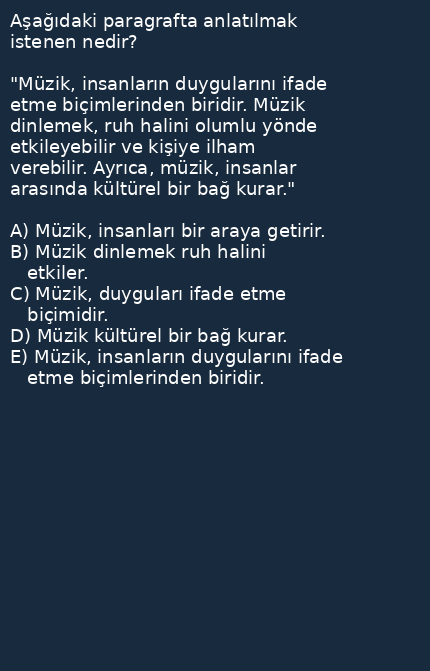 Aşağıdaki paragrafta anlatılmak
istenen nedir?
"Müzik, insanların duygularını ifade
etme biçimlerinden biridir. Müzik
dinlemek, ruh halini olumlu yönde
etkileyebilir ve kişiye ilham
verebilir. Ayrıca, müzik, insanlar
arasında kültürel bir bağ kurar."
A) Müzik, insanları bir araya getirir.
B) Müzik dinlemek ruh halini
etkiler.
C) Müzik, duyguları ifade etme
biçimidir.
D) Müzik kültürel bir bağ kurar.
E) Müzik, insanların duygularını ifade
etme biçimlerinden biridir.